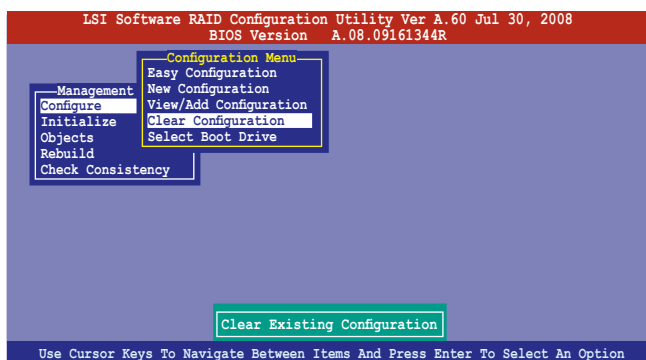 LSI Software RAID Configuration Utility Ver A.60 Jul 30, 2008
BIOS Version A.08.09161344R
Configuration Menu
Easy Configuration
New Configuration
View/Add Configuration
Clear Configuration
Select Boot Drive
Management
Configure
Initialize
Objects
Rebuild
Check Consistency
Clear Existing Configuration
Use Cursor Keys To Navigate Between Items And Press Enter To Select An Option